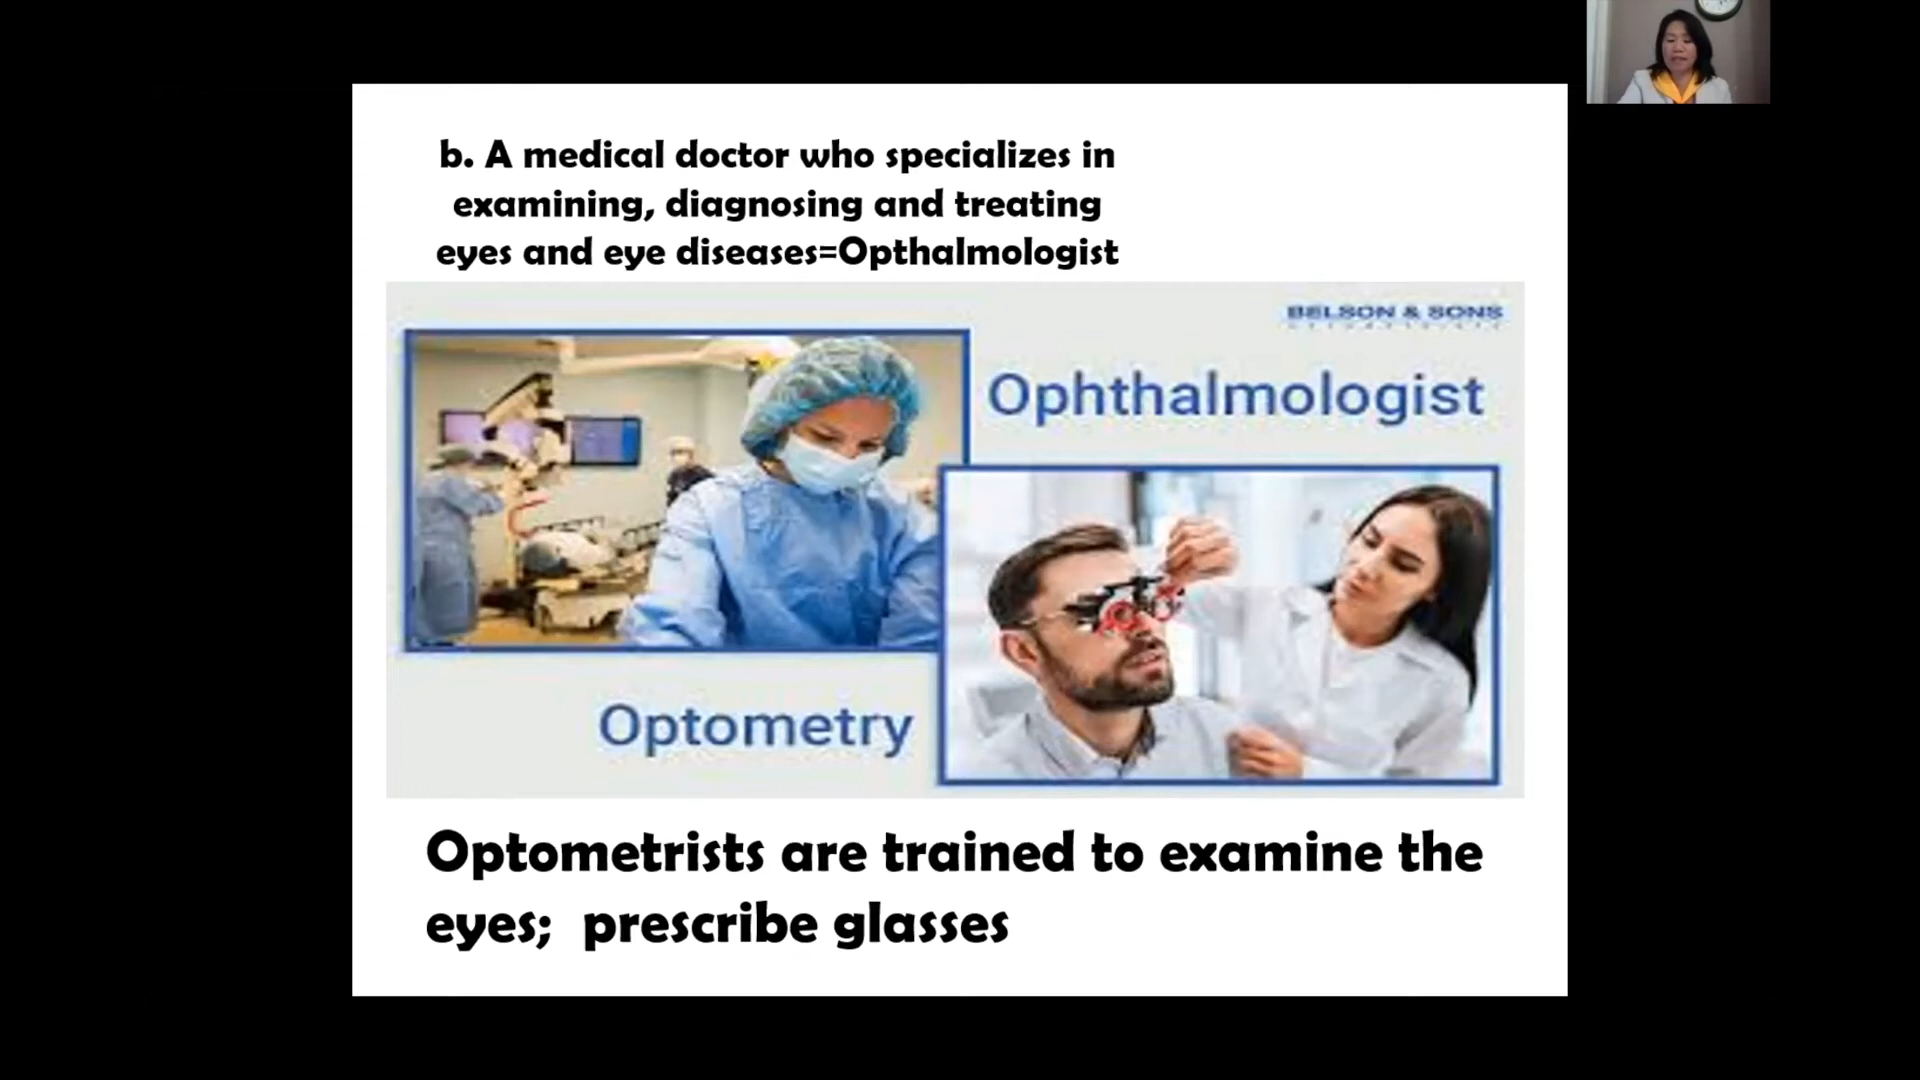 b. A medical doctor who specializes in
examining, diagnosing and treating
eyes and eye diseases=Opthalmologist
BELSON & SONS
Ophthalmologist
Optometry
Optometrists are trained to examine the
eyes; prescribe glasses